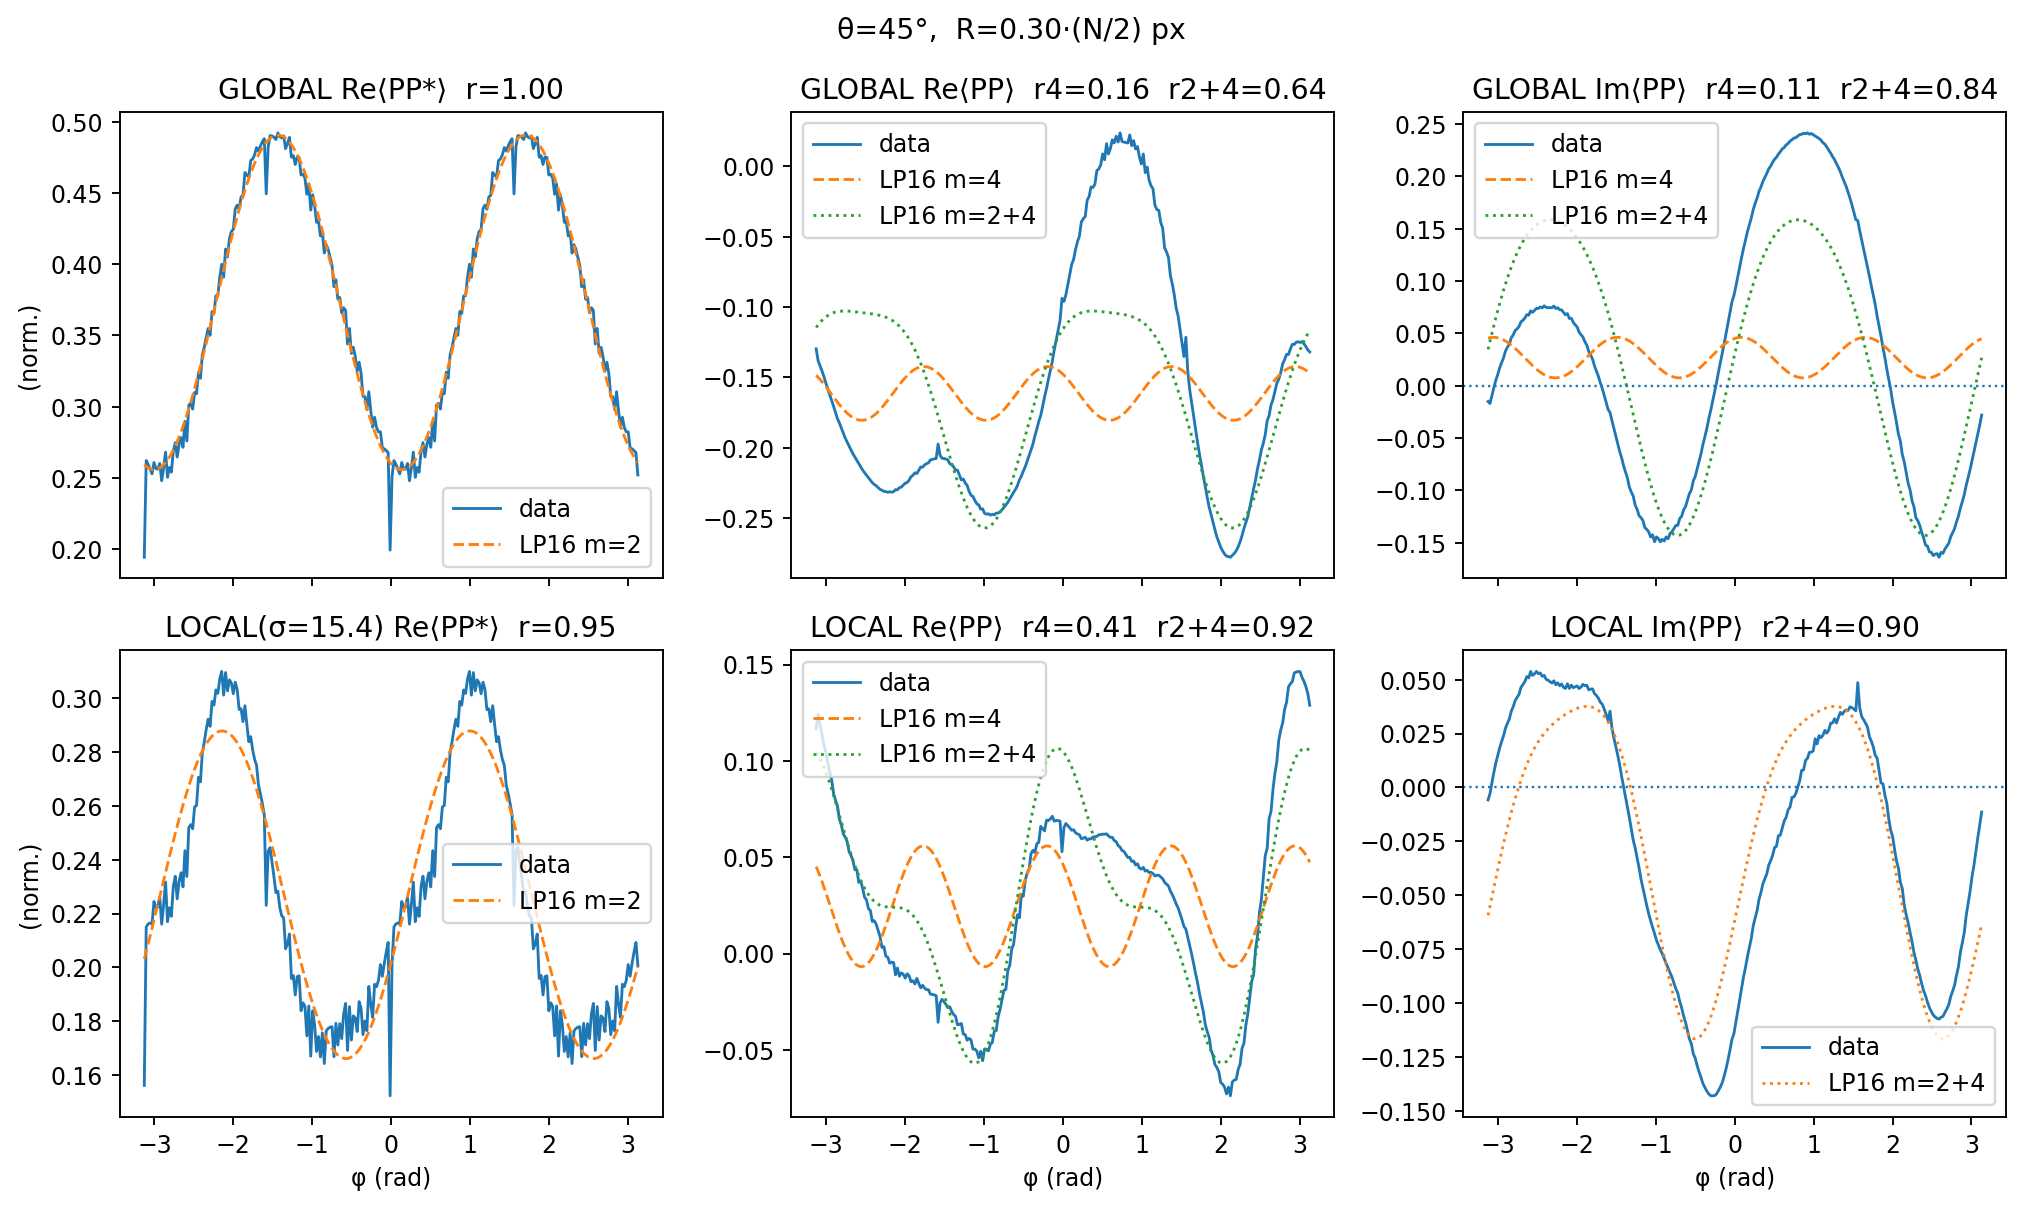 θ=45°,  R=0.30·(N/2) px
GLOBAL Re⟨PP*⟩  r=1.00
GLOBAL Re⟨PP⟩  r4=0.16  r2+4=0.64
GLOBAL Im⟨PP⟩  r4=0.11  r2+4=0.84
0.50
0.45
0.40
0.35
0.30
0.25
0.20
(norm.)
data
LP16 m=2
0.00
−0.05
−0.10
−0.15
−0.20
−0.25
data
LP16 m=4
LP16 m=2+4
0.25
0.20
0.15
0.10
0.05
0.00
−0.05
−0.10
−0.15
data
LP16 m=4
LP16 m=2+4
LOCAL(σ=15.4) Re⟨PP*⟩  r=0.95
LOCAL Re⟨PP⟩  r4=0.41  r2+4=0.92
LOCAL Im⟨PP⟩  r2+4=0.90
0.30
0.28
0.26
0.24
0.22
0.20
0.18
0.16
(norm.)
data
LP16 m=2
−3 −2 −1 0 1 2 3
φ (rad)
0.15
0.10
0.05
0.00
−0.05
data
LP16 m=4
LP16 m=2+4
−3 −2 −1 0 1 2 3
φ (rad)
0.050
0.025
0.000
−0.025
−0.050
−0.075
−0.100
−0.125
−0.150
data
LP16 m=2+4
−3 −2 −1 0 1 2 3
φ (rad)